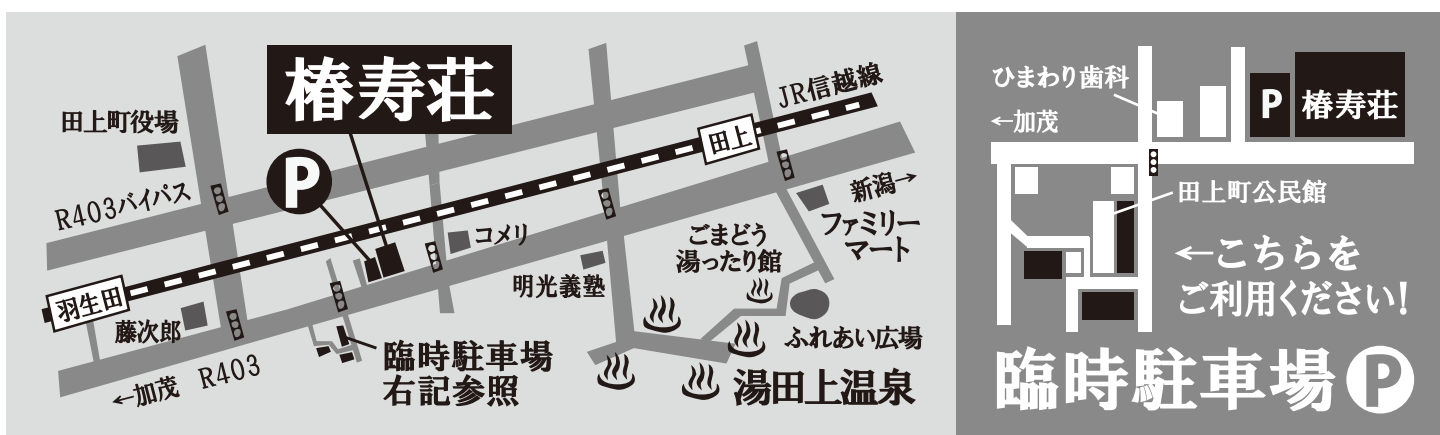 椿寿荘
田上町役場
R403バイパス
P
JR信越線
田上
新潟→
ファミリー
マート
コメリ
ごまどう
湯ったり館
明光義塾
羽生田
藤次郎
←加茂 R403
臨時駐車場
右記参照
ふれあい広場
湯田上温泉
ひまわり歯科
←加茂
P
椿寿荘
田上町公民館
←こちらを
ご利用ください!
臨時駐車場P